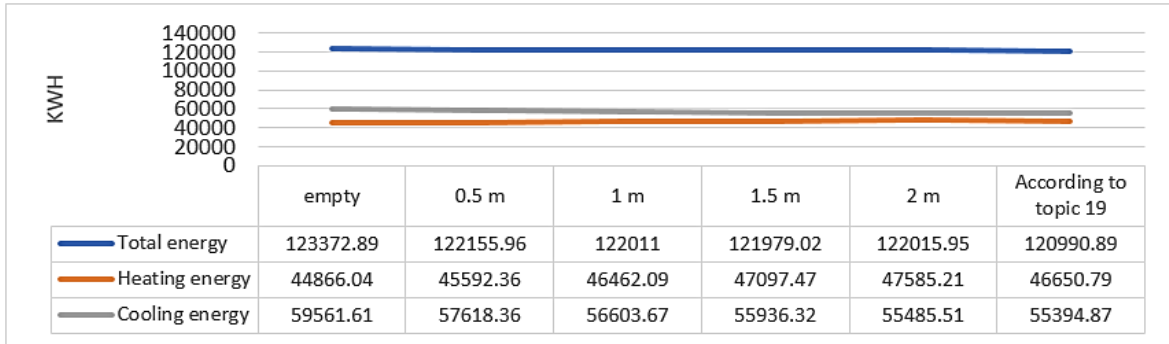 KWH
140000
120000
100000
80000
60000
40000
20000
0
empty 0.5 m 1 m 1.5 m 2 m According to
topic 19
Total energy 123372.89 122155.96 122011 121979.02 122015.95 120990.89
Heating energy 44866.04 45592.36 46462.09 47097.47 47585.21 46650.79
Cooling energy 59561.61 57618.36 56603.67 55936.32 55485.51 55394.87